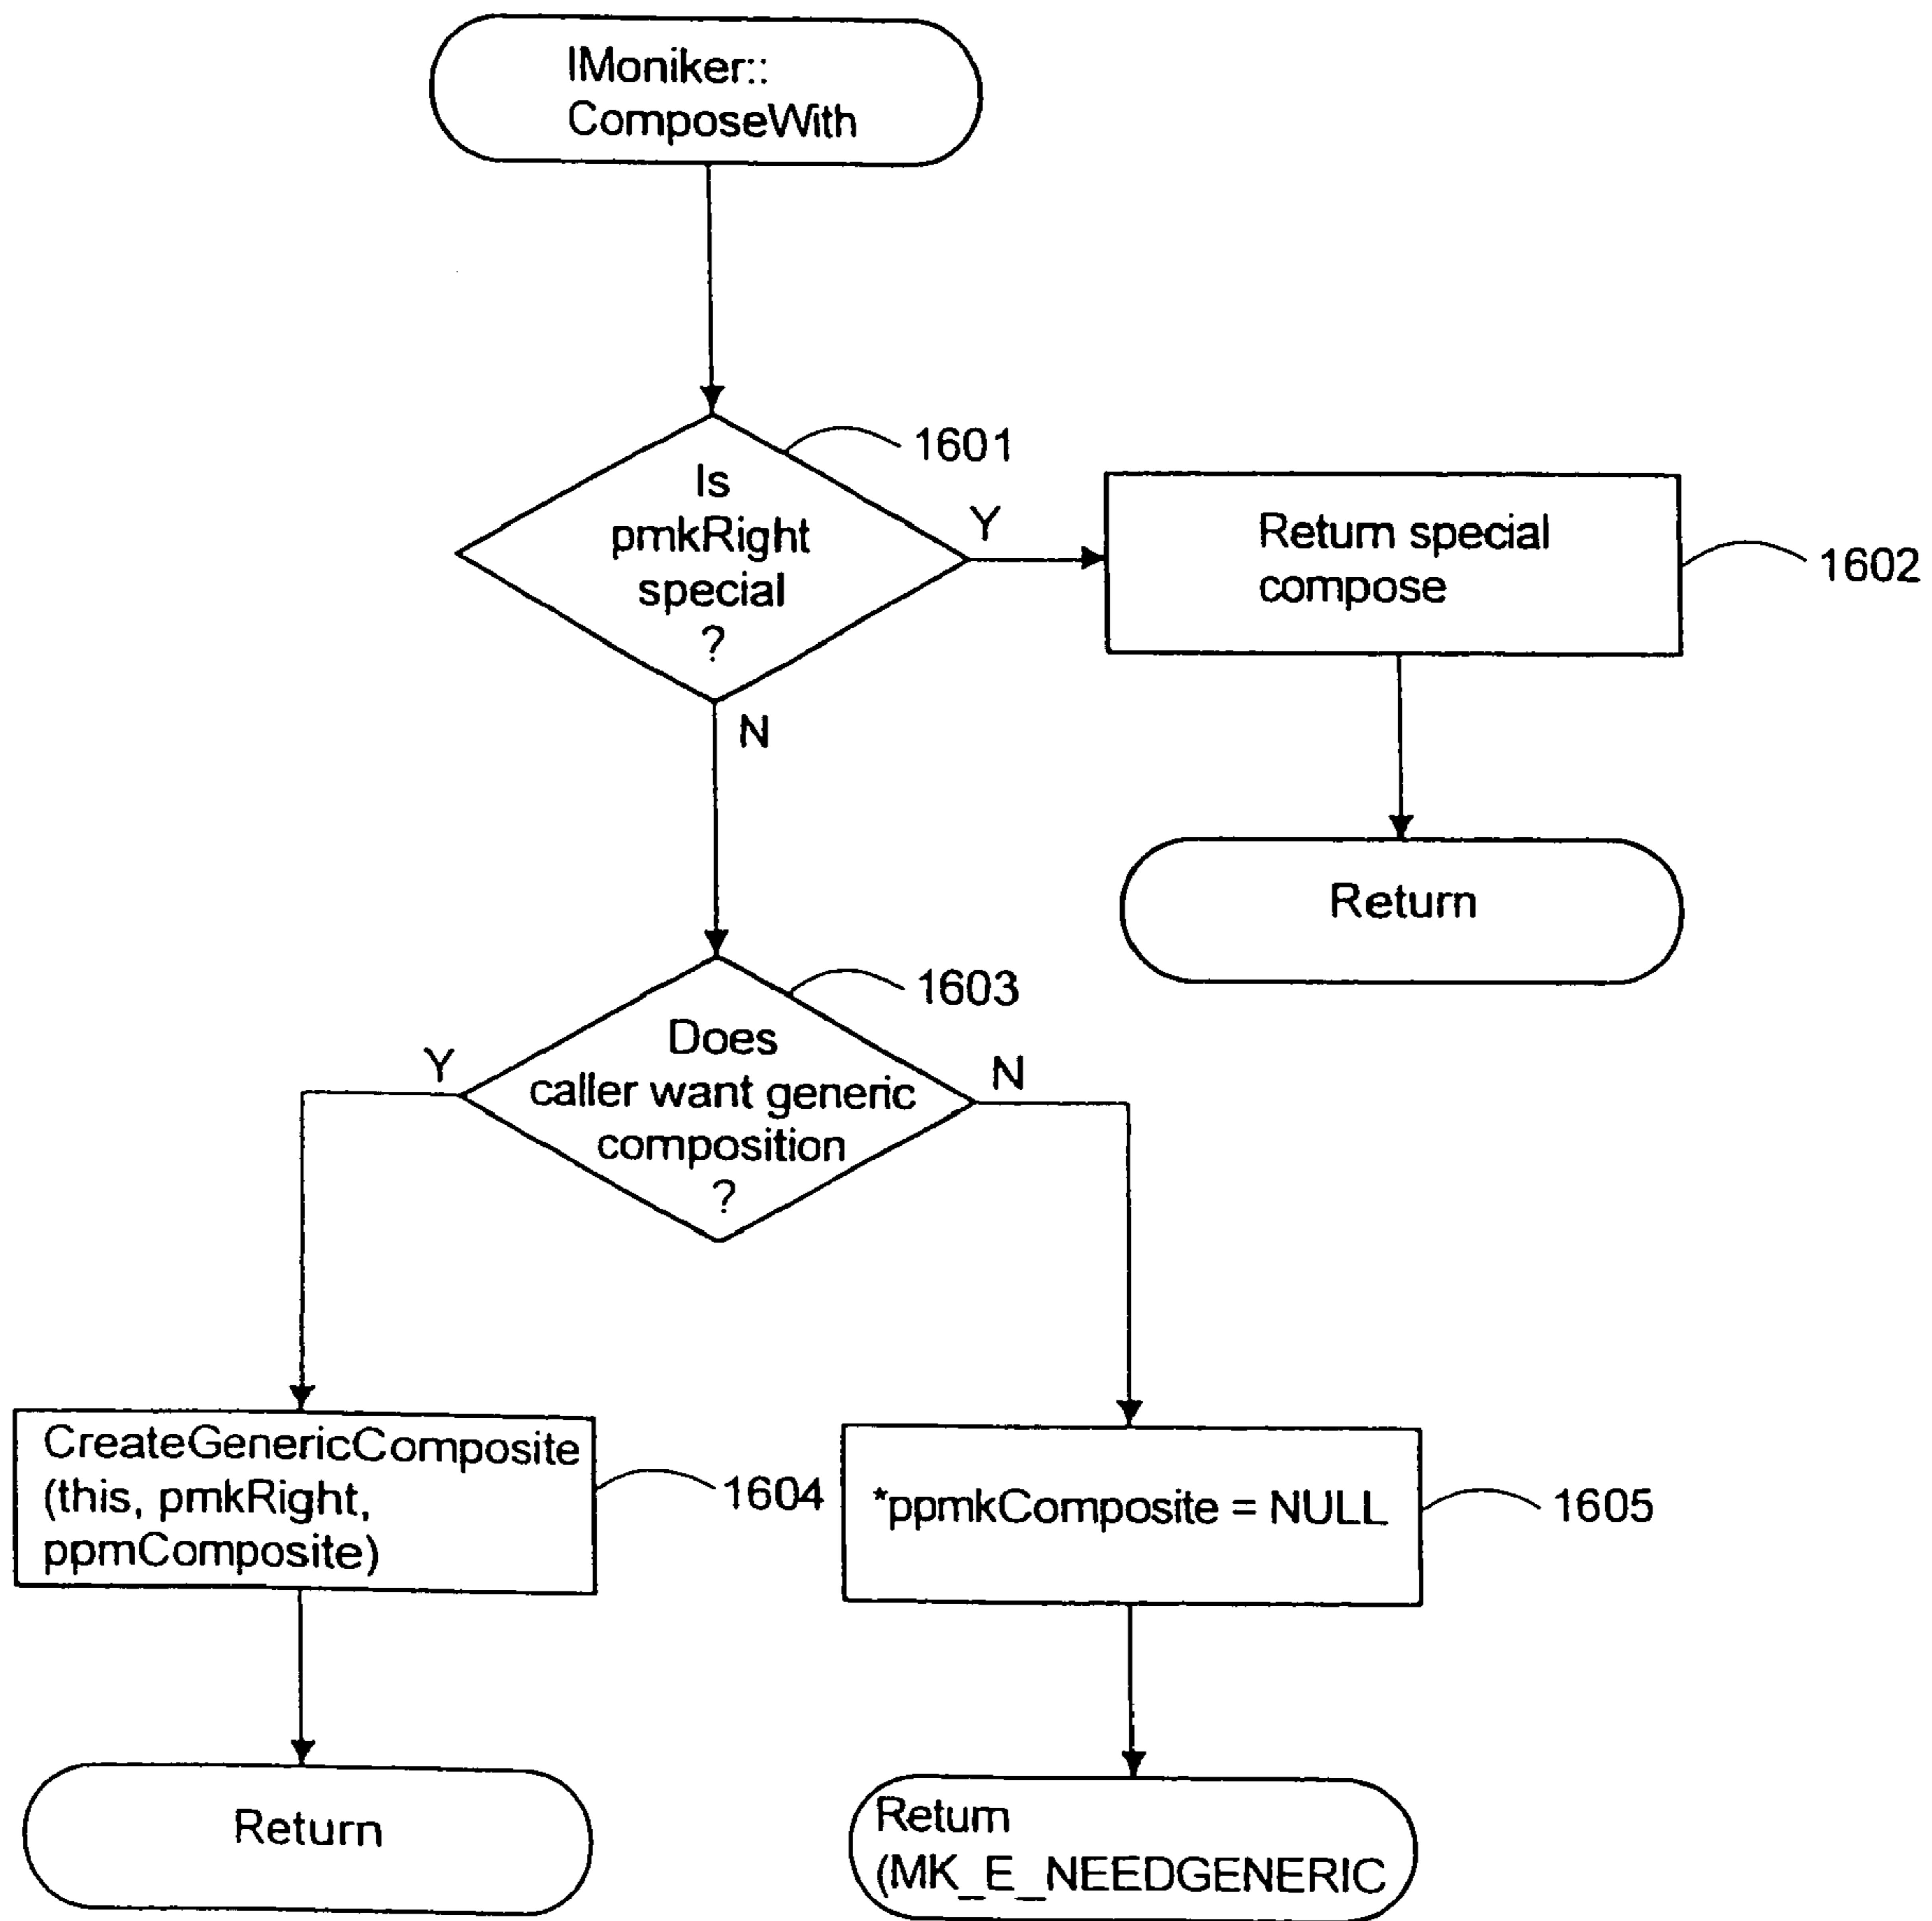 IMoniker::
ComposeWith
1601
Is
pmkRight
special
?
Y
Return special
compose
1602
N
Return
1603
Does
caller want generic
composition
?
Y
N
CreateGenericComposite
(this, pmkRight,
ppmComposite)
1604
*ppmkComposite = NULL
1605
Return
Return
(MK_E_NEEDGENERIC